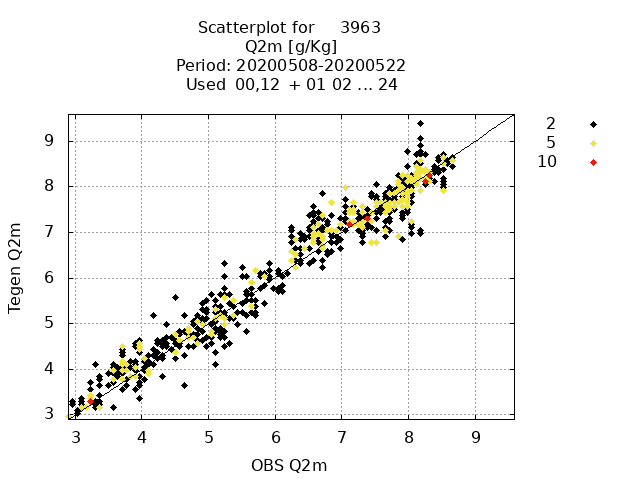 Scatterplot for 3963
Q2m [g/Kg]
Period: 20200508-20200522
Used 00,12 + 01 02 ... 24
2
5
10
9
8
7
6
5
4
3
Tegen Q2m
3 4 5 6 7 8 9
OBS Q2m